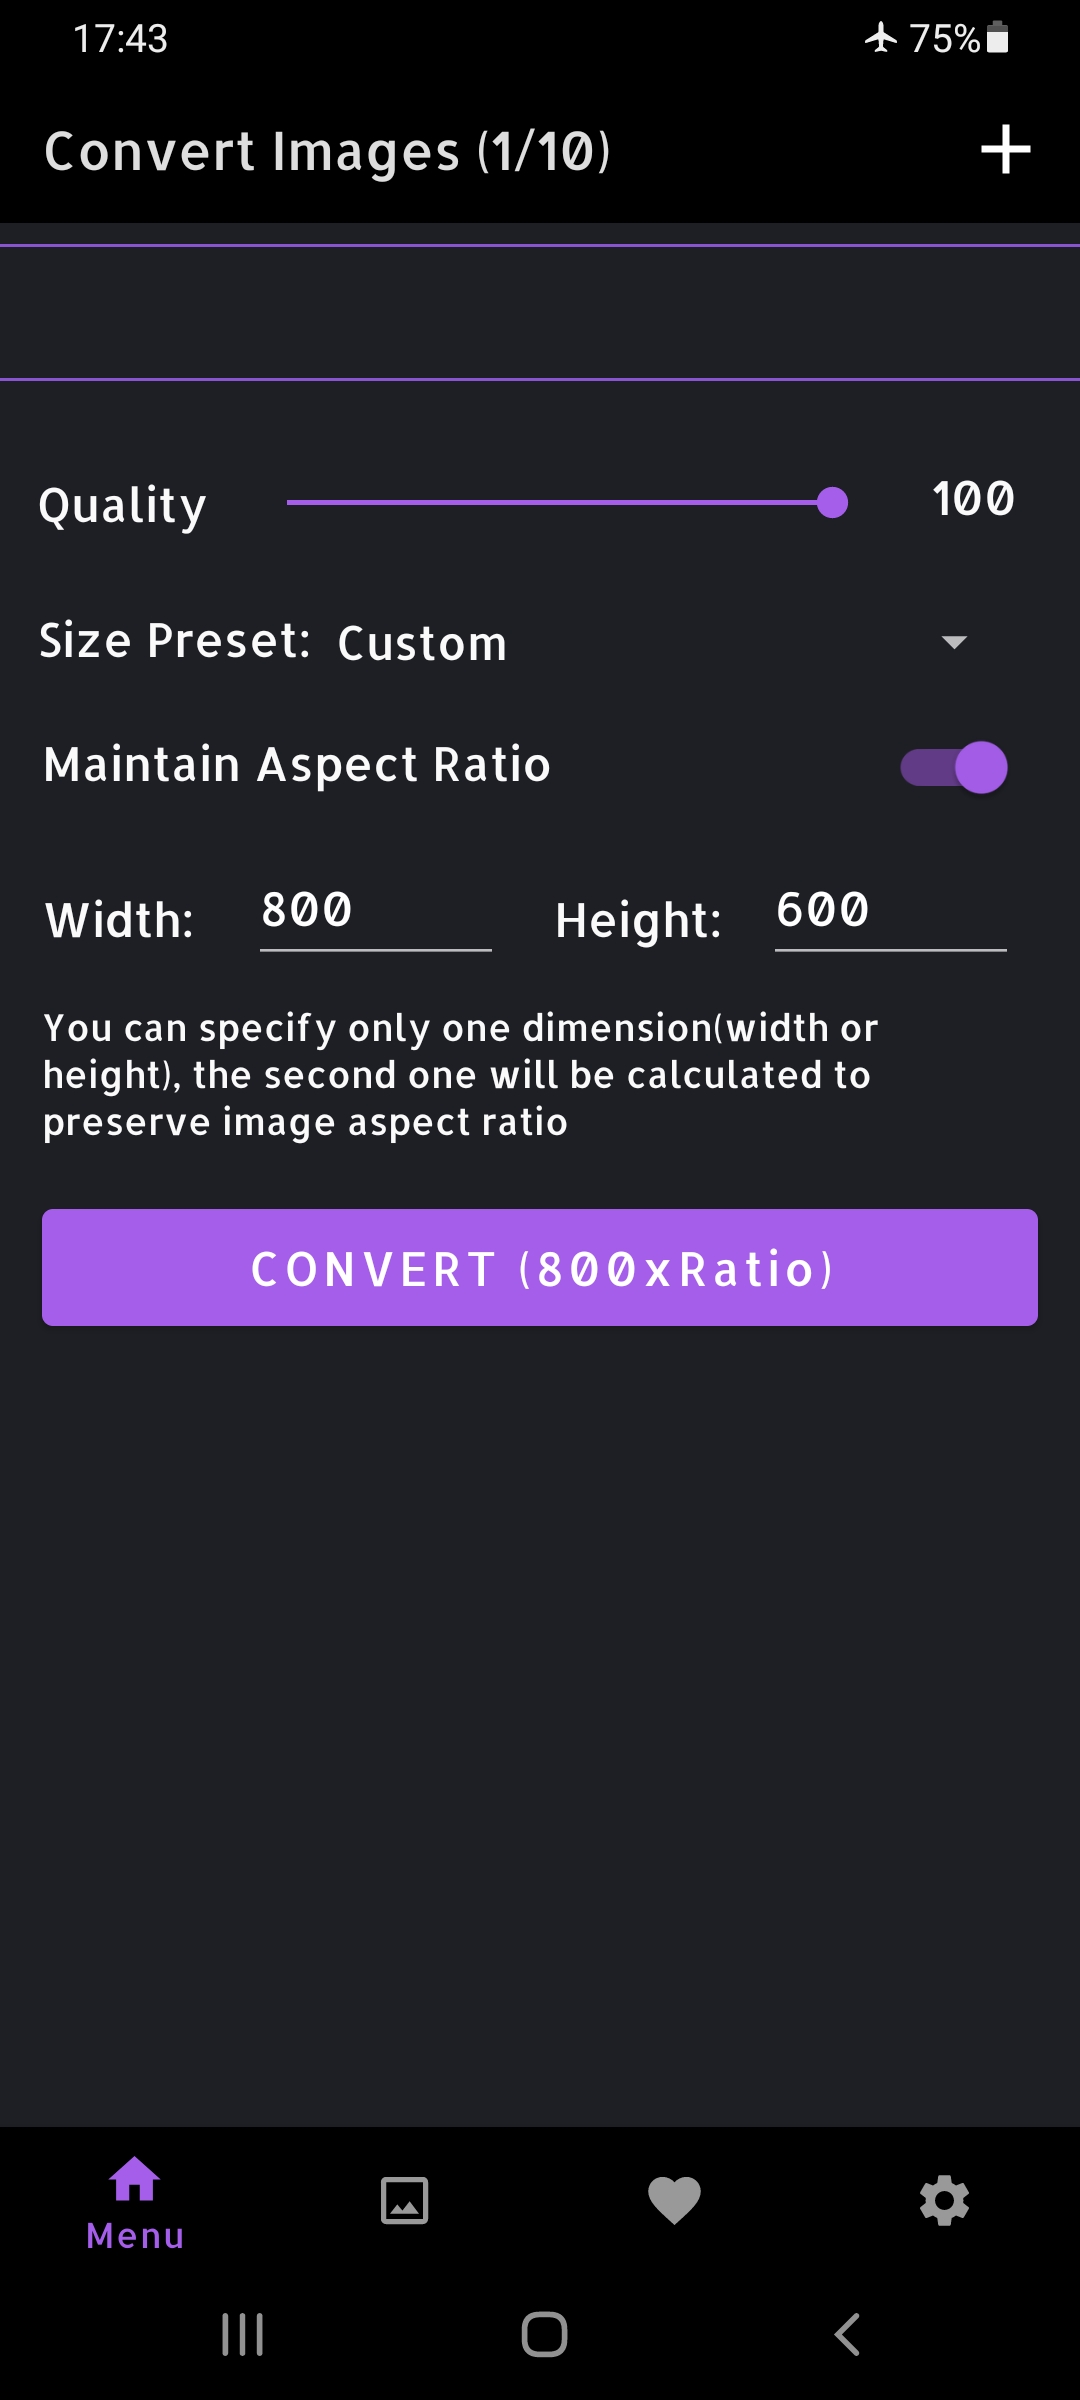 17:43 75%
Convert Images (1/10)
Quality 100
Size Preset: Custom
Maintain Aspect Ratio
Width: 800 Height: 600
You can specify only one dimension(width or
height), the second one will be calculated to
preserve image aspect ratio
CONVERT (800xRatio)
Menu